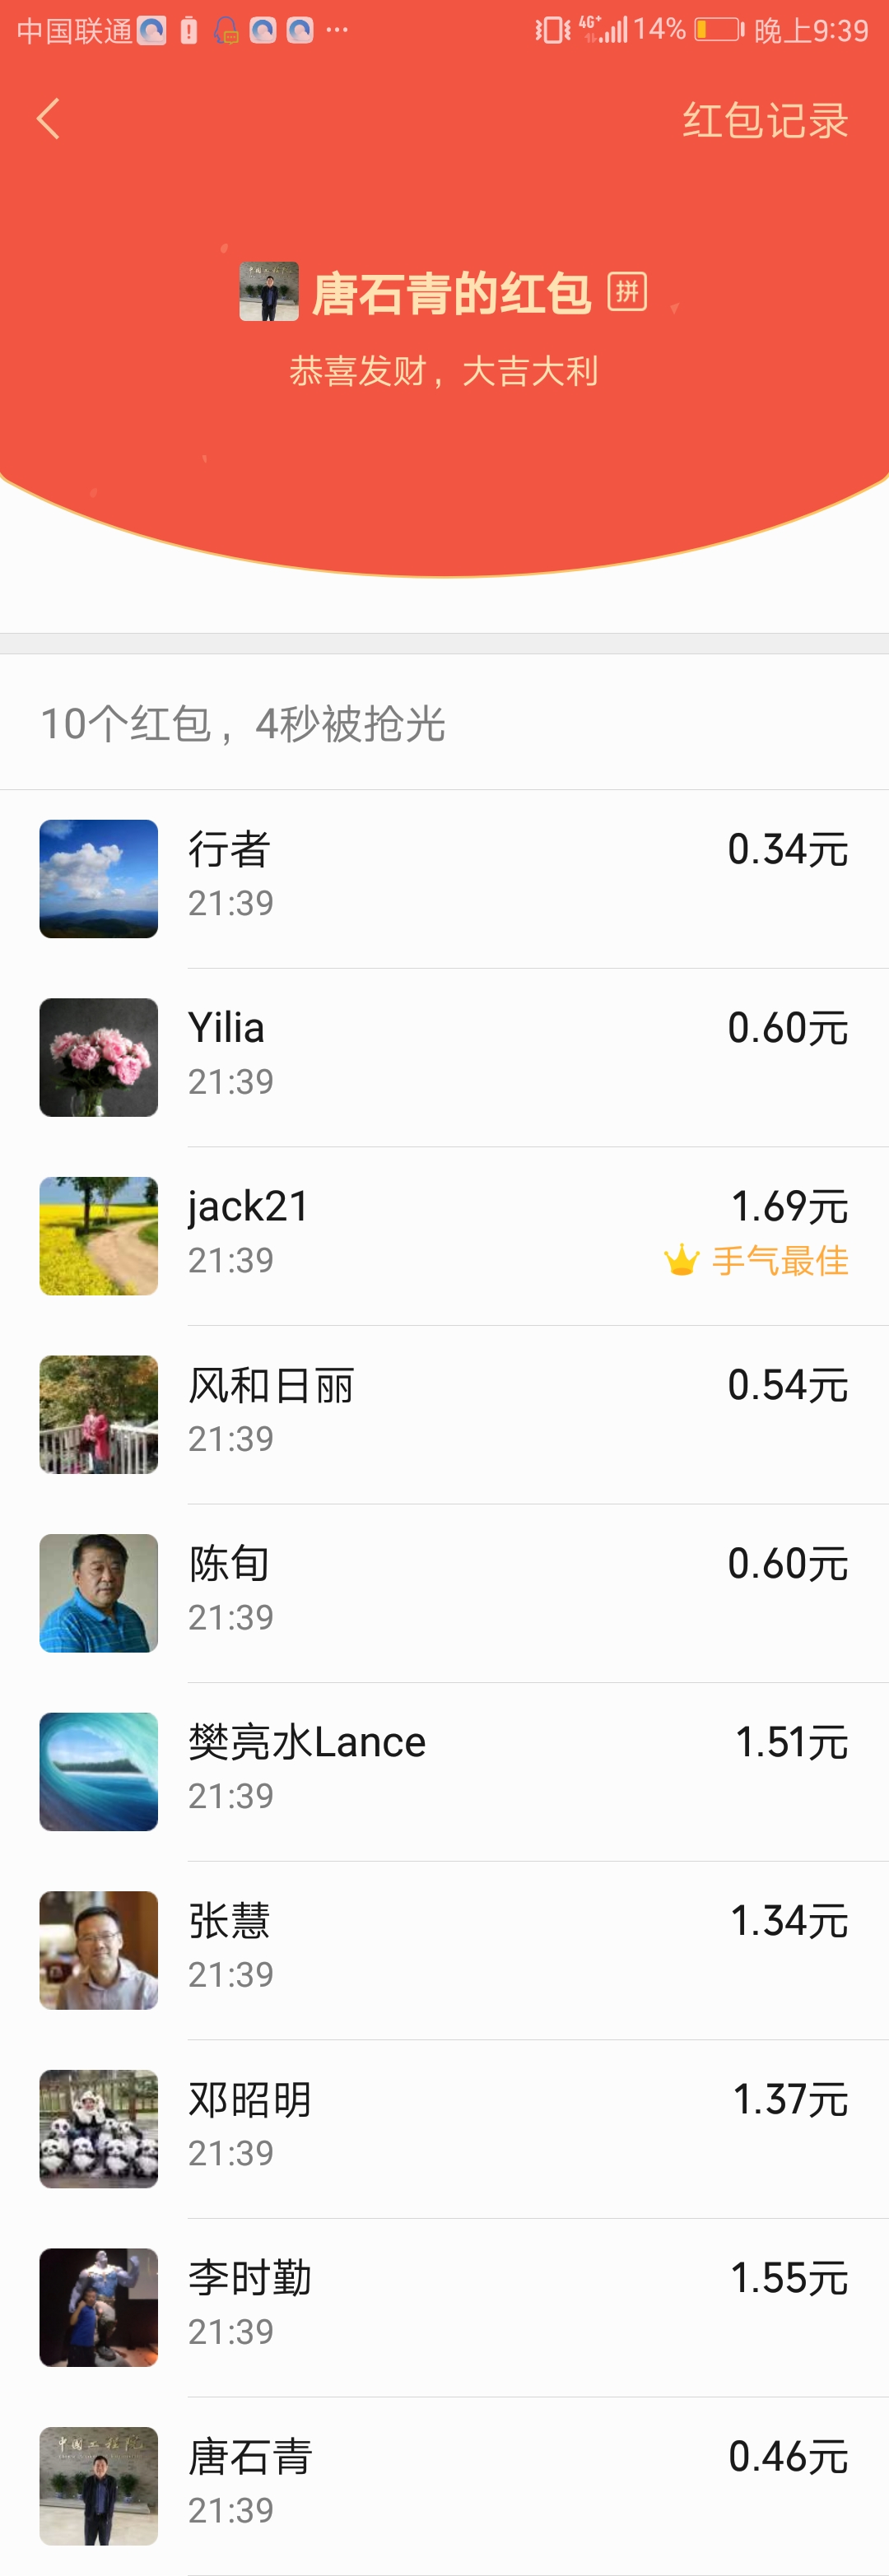 中国联通 4G+ 14% 晚上9:39
红包记录
唐石青的红包 拼
恭喜发财，大吉大利
10个红包，4秒被抢光
行者 0.34元
21:39
Yilia 0.60元
21:39
jack21 1.69元
21:39 手气最佳
风和日丽 0.54元
21:39
陈旬 0.60元
21:39
樊亮水Lance 1.51元
21:39
张慧 1.34元
21:39
邓昭明 1.37元
21:39
李时勤 1.55元
21:39
中国工程院
唐石青 0.46元
21:39